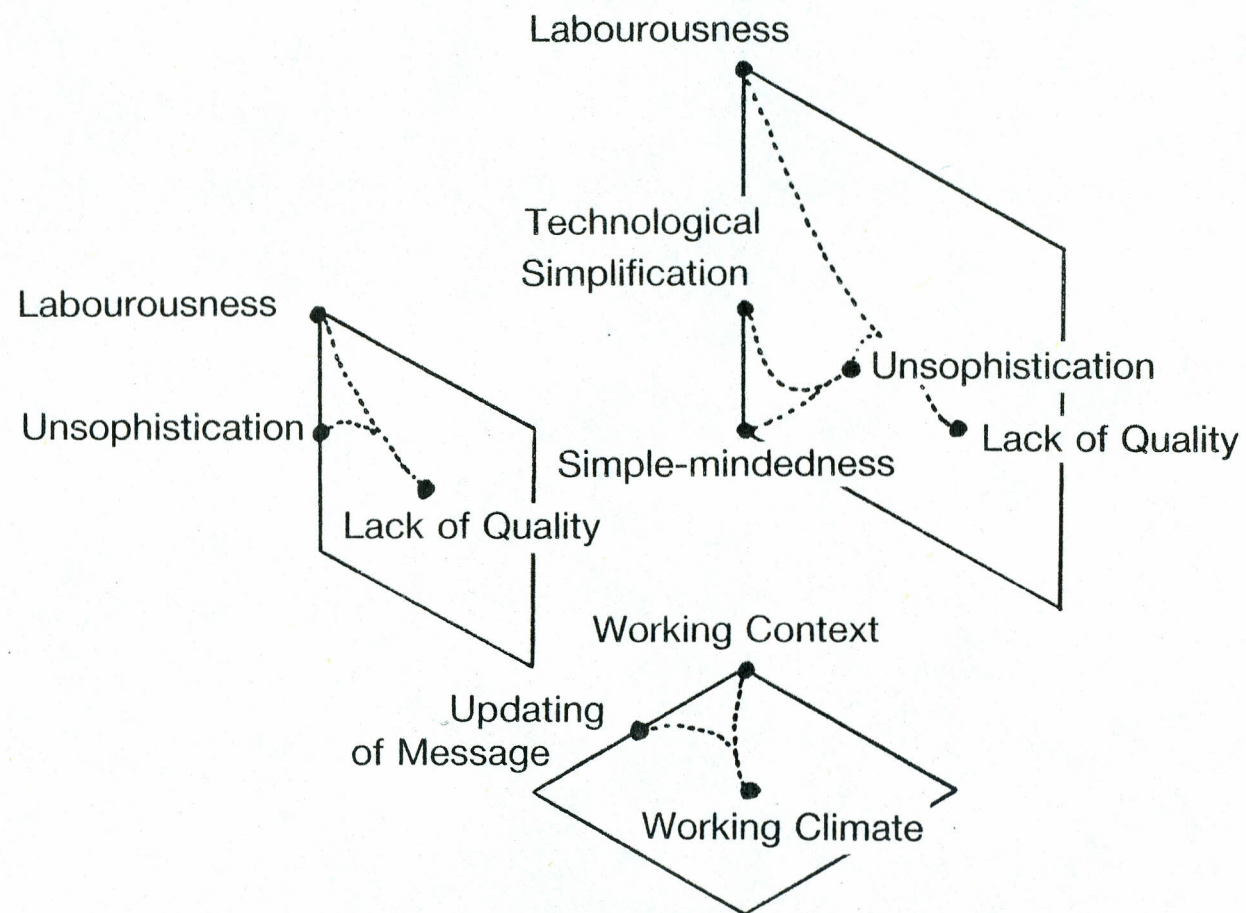 Labourousness
Technological
Simplification
Labourousness
Unsophistication
Unsophistication
Lack of Quality
Simple-mindedness
Lack of Quality
Working Context
Updating
of Message
Working Climate